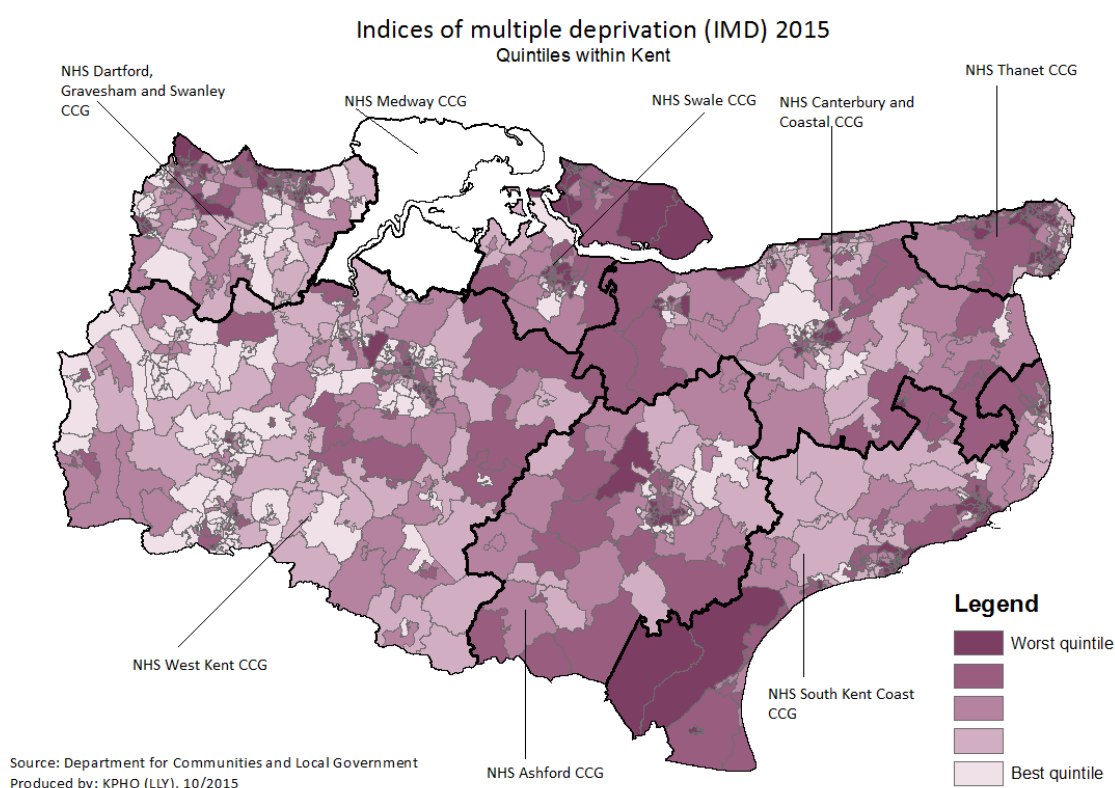 Indices of multiple deprivation (IMD) 2015
Quintiles within Kent
NHS Dartford,
Gravesham and Swanley
CCG
NHS Medway CCG
NHS Swale CCG
NHS Canterbury and
Coastal CCG
NHS Thanet CCG
NHS West Kent CCG
NHS Ashford CCG
NHS South Kent Coast
CCG
Legend
Worst quintile
Best quintile
Source: Department for Communities and Local Government
Produced by: KPHO (LLY), 10/2015